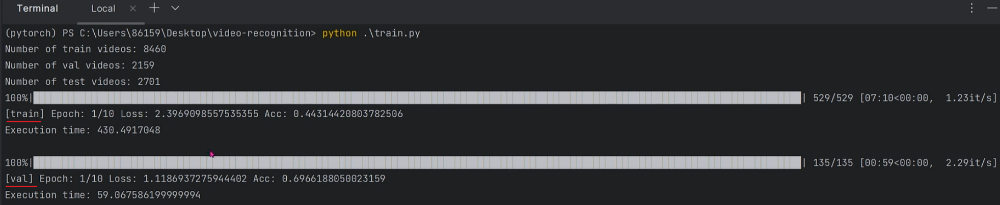 Terminal Local
(pytorch) PS C:\Users\86159\Desktop\video-recognition> python .\train.py
Number of train videos: 8460
Number of val videos: 2159
Number of test videos: 2701
100%| | 529/529 [07:10<00:00, 1.23it/s]
[train] Epoch: 1/10 Loss: 2.3969098557535355 Acc: 0.44314420803782506
Execution time: 430.4917048
100%| | 135/135 [00:59<00:00, 2.29it/s]
[val] Epoch: 1/10 Loss: 1.1186937275944402 Acc: 0.6966188050023159
Execution time: 59.067586199999994